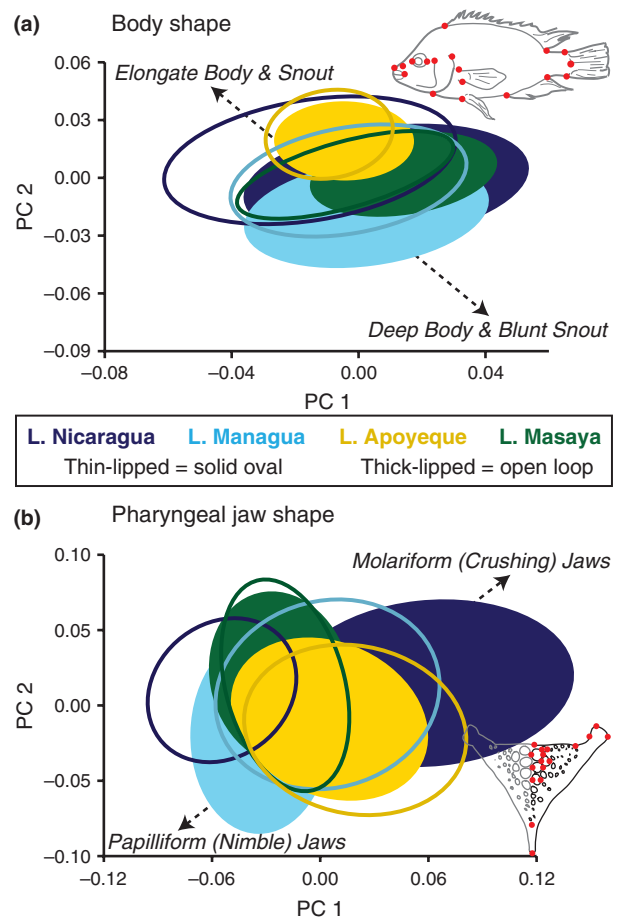 (a) Body shape
Elongate Body & Snout
0.06
0.03
0.00
–0.03
–0.06
–0.09
PC 2
Deep Body & Blunt Snout
–0.08
–0.04
0.00
0.04
PC 1
L. Nicaragua L. Managua L. Apoyeque L. Masaya
Thin-lipped = solid oval Thick-lipped = open loop
(b) Pharyngeal jaw shape
Molariform (Crushing) Jaws
0.10
0.05
0.00
–0.05
–0.10
PC 2
Papilliform (Nimble) Jaws
–0.12
–0.06
0.00
0.06
0.12
PC 1